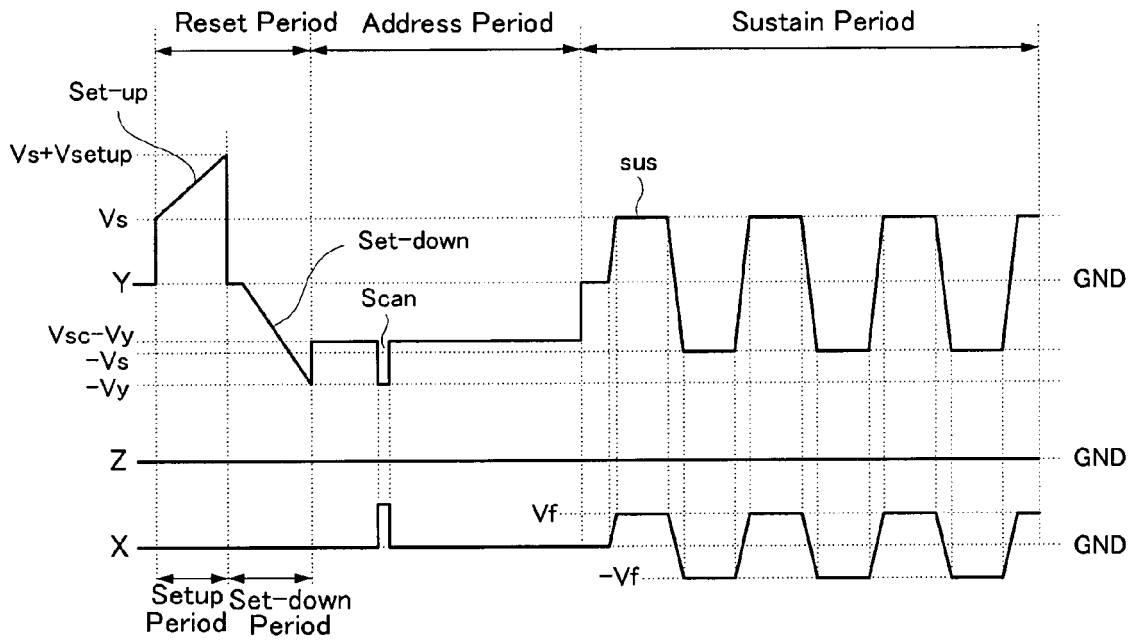 Reset Period Address Period Sustain Period
Set-up
Vs+Vsetup
sus
Vs
Set-down
Y GND
Scan
Vsc-Vy
-Vs
-Vy
Z GND
Vf
X GND
-Vf
Setup Period
Set-down Period